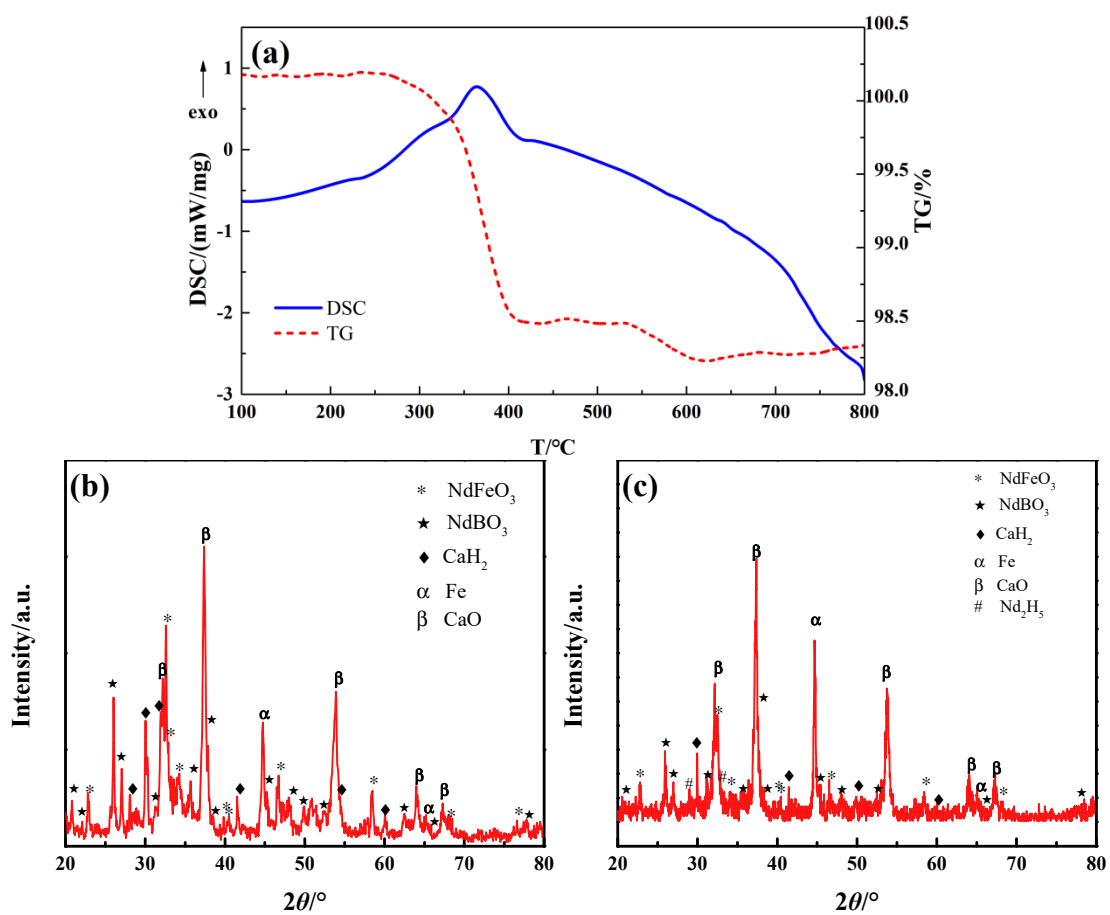 (a)
100.5
100.0
99.5
99.0
98.5
98.0
TG/%
1
0
-1
-2
-3
exo
DSC/(mW/mg)
DSC
TG
100 200 300 400 500 600 700 800
T/°C
(b)
* NdFeO₃
★ NdBO₃
♦ CaH₂
α Fe
β CaO
Intensity/a.u.
20 30 40 50 60 70 80
2θ/°
(c)
* NdFeO₃
★ NdBO₃
♦ CaH₂
α Fe
β CaO
# Nd₂H₅
Intensity/a.u.
20 30 40 50 60 70 80
2θ/°